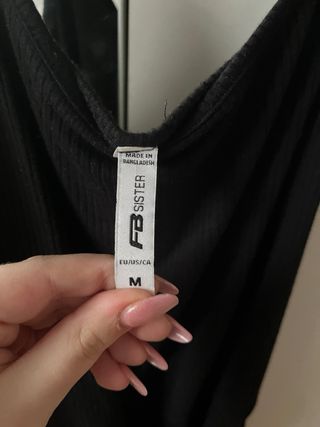 MADE IN
BANGLADESH
FB SISTER
EU/US/CA
M